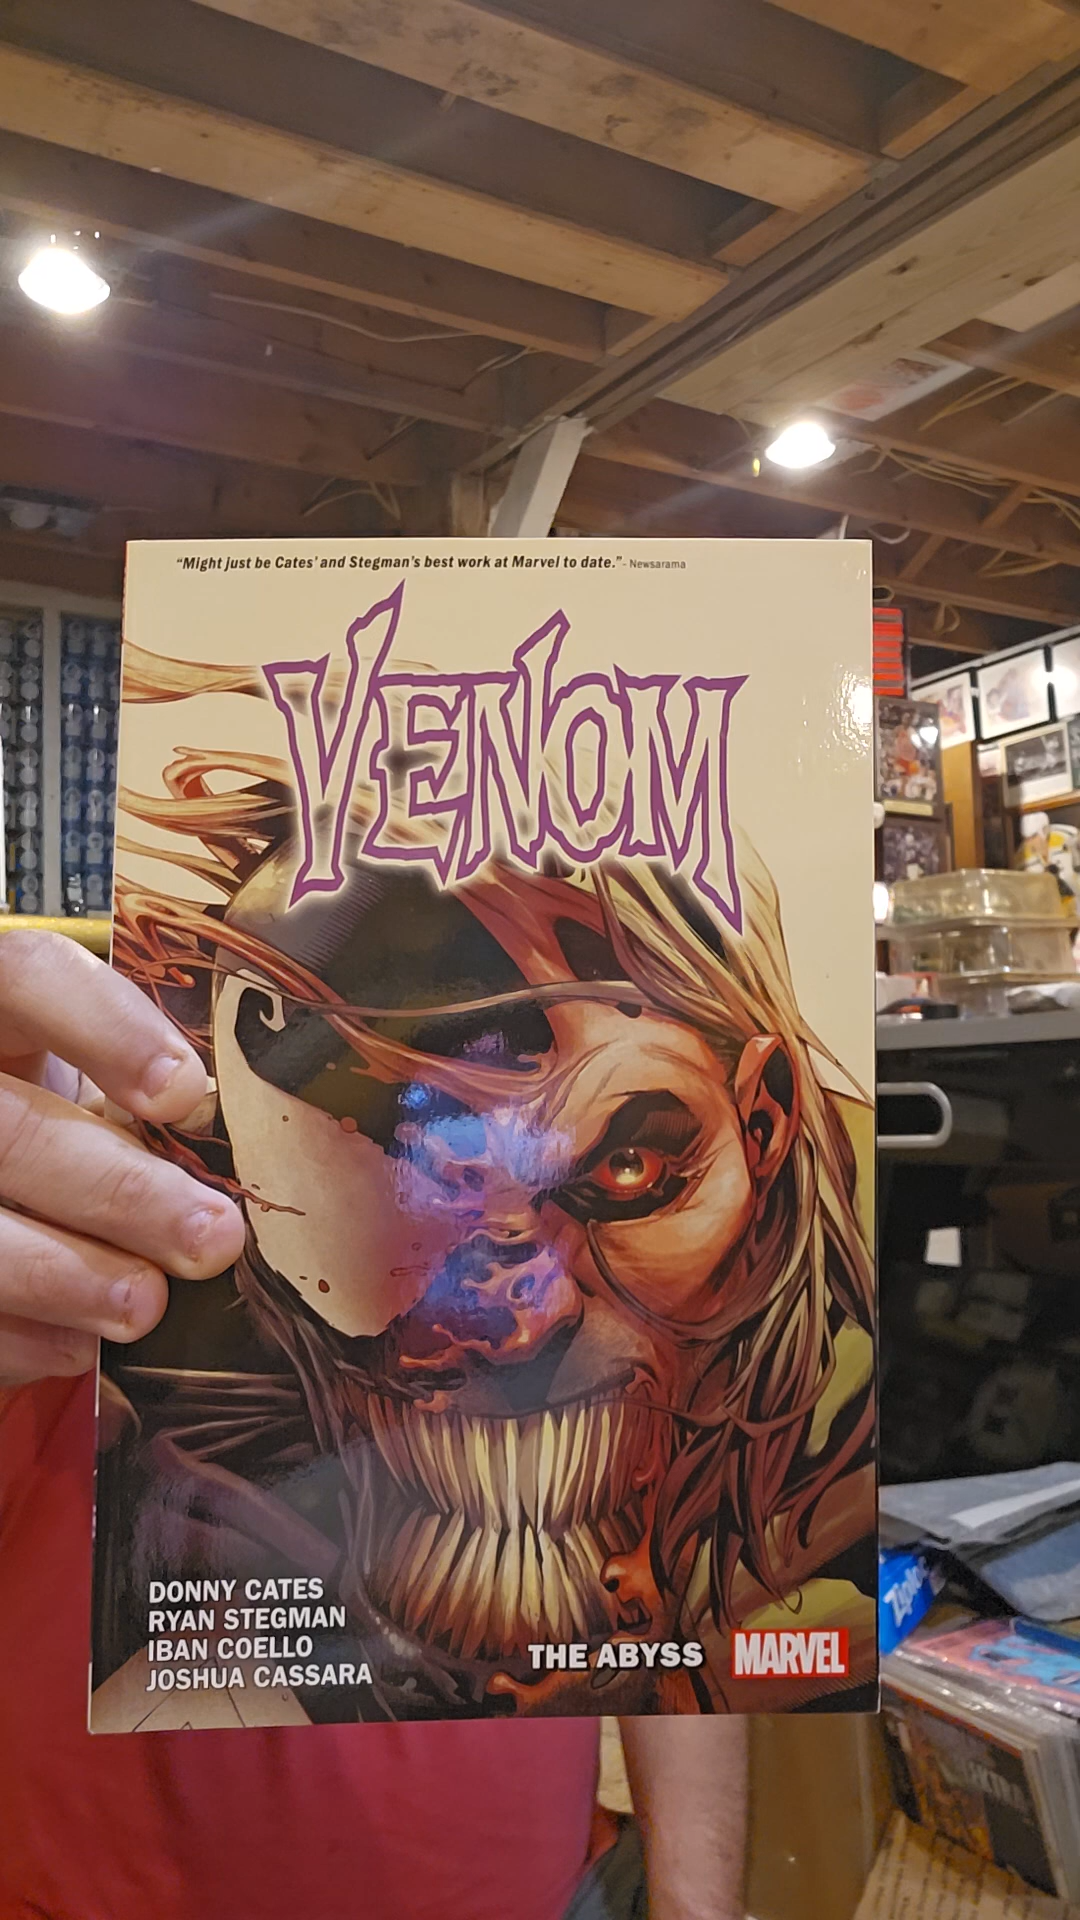 "Might just be Cates' and Stegman's best work at Marvel to date." - Newsarama
VENOM
DONNY CATES
RYAN STEGMAN
IBAN COELLO
JOSHUA CASSARA
THE ABYSS
MARVEL